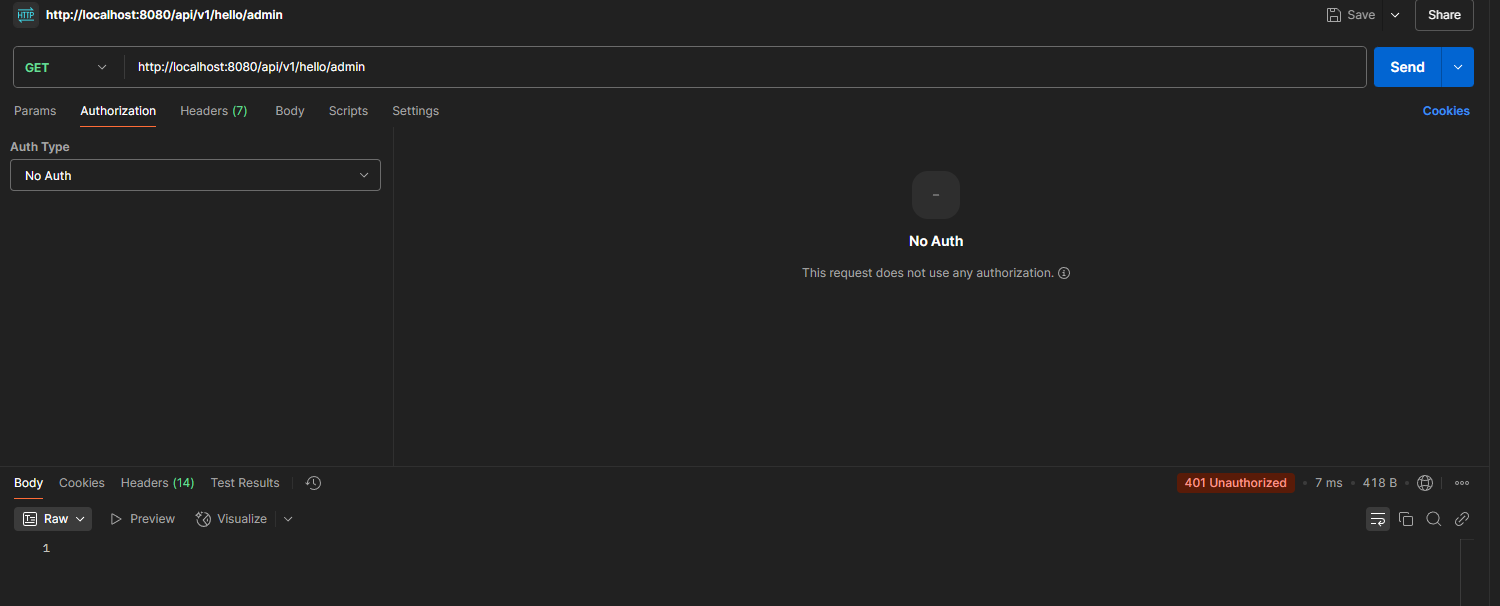 HTTP http://localhost:8080/api/v1/hello/admin Save Share
GET http://localhost:8080/api/v1/hello/admin Send
Params Authorization Headers (7) Body Scripts Settings Cookies
Auth Type
No Auth
-
No Auth
This request does not use any authorization.
Body Cookies Headers (14) Test Results 401 Unauthorized • 7 ms • 418 B •
Raw Preview Visualize
1